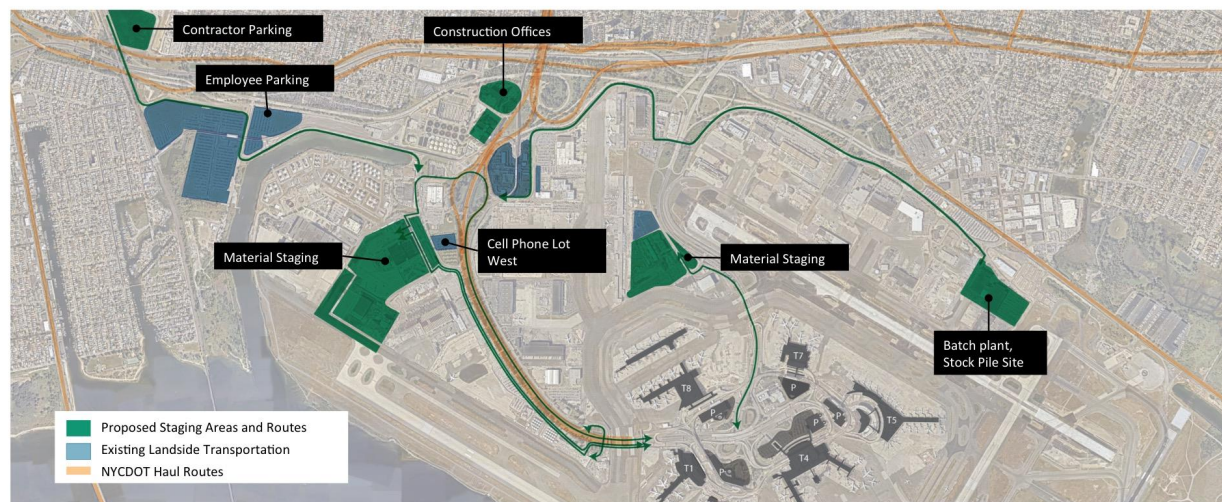 Contractor Parking
Construction Offices
Employee Parking
Material Staging
Cell Phone Lot
West
Material Staging
Batch plant,
Stock Pile Site
T7
P
T8
P
P
P
T5
P
T4
T1
P
Proposed Staging Areas and Routes
Existing Landside Transportation
NYCDOT Haul Routes